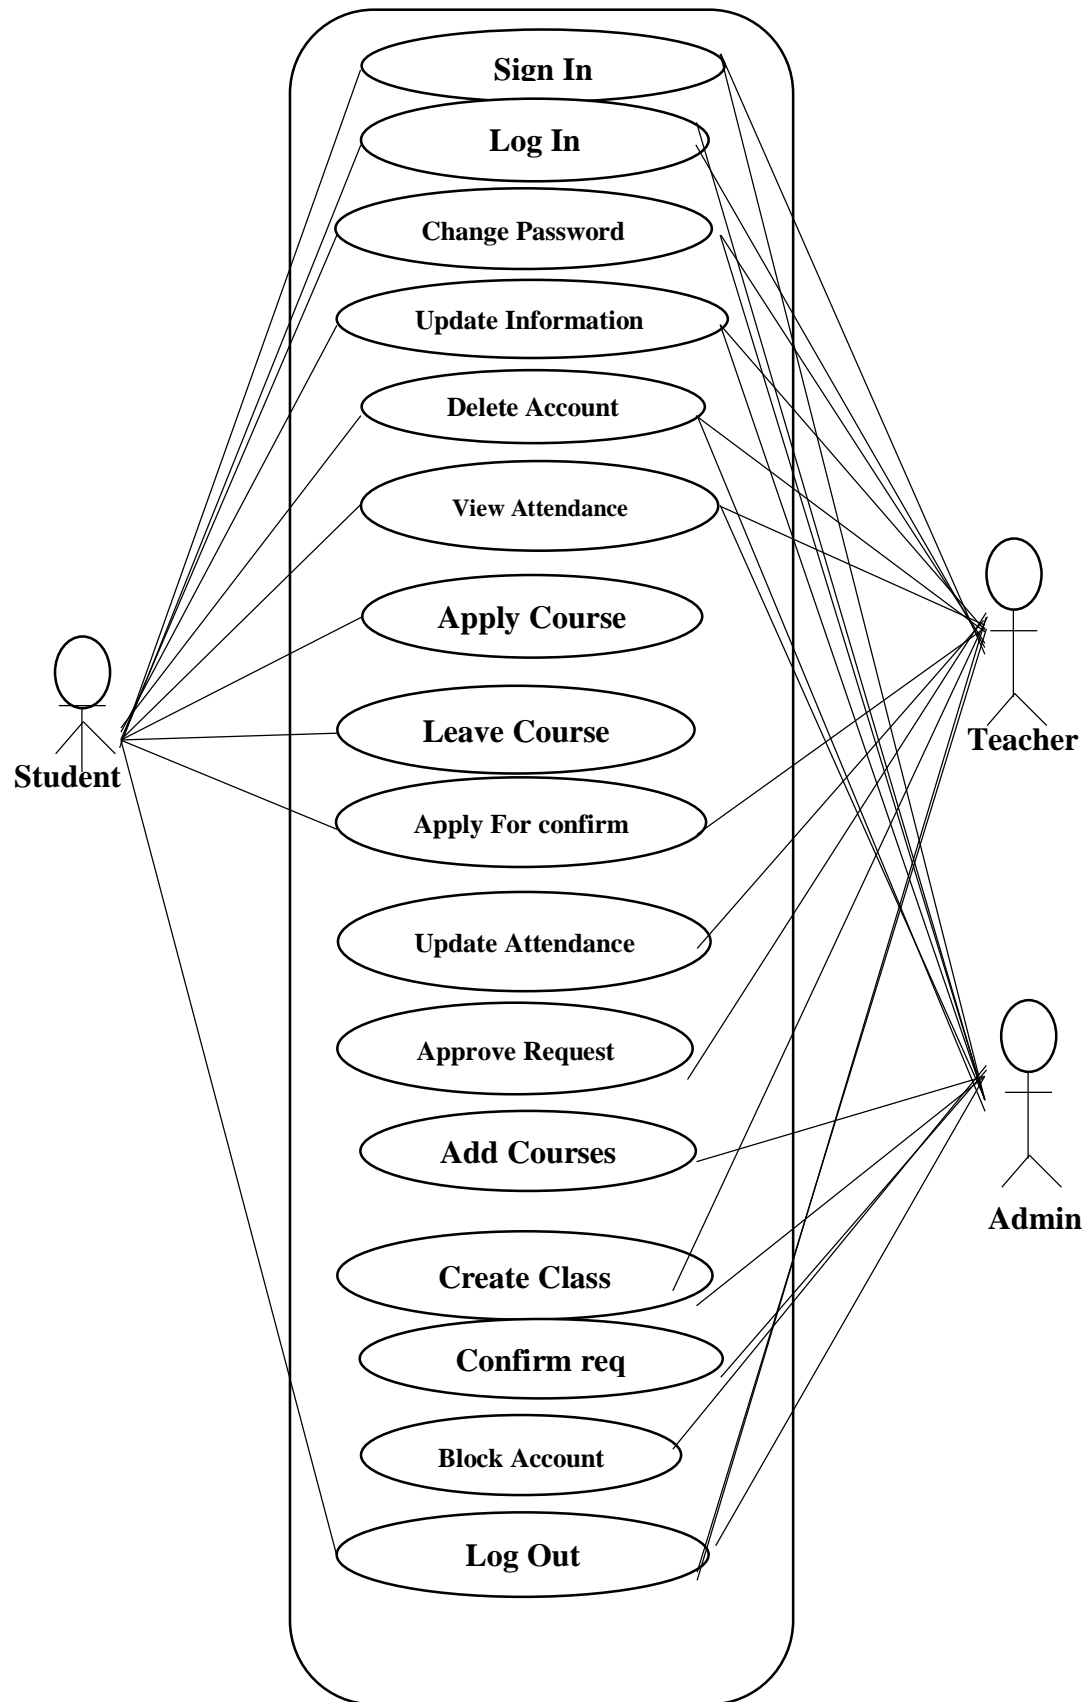 Sign In
Log In
Change Password
Update Information
Delete Account
View Attendance
Apply Course
Leave Course
Teacher
Student
Apply For confirm
Update Attendance
Approve Request
Add Courses
Admin
Create Class
Confirm req
Block Account
Log Out